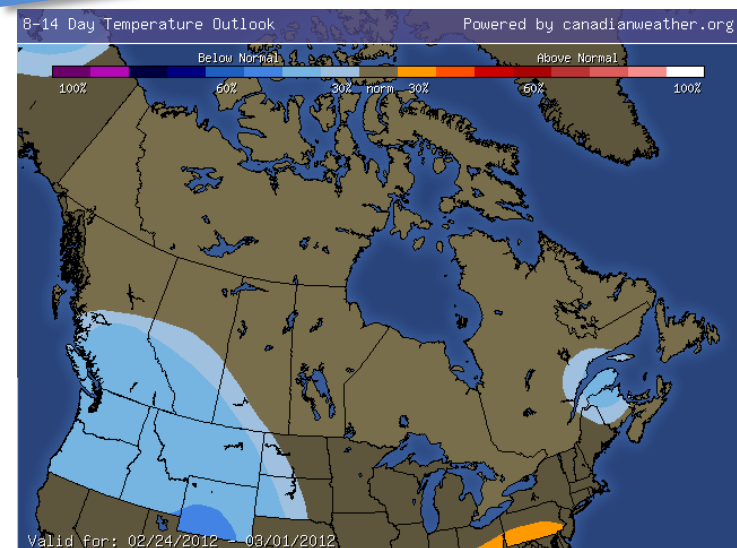 8-14 Day Temperature Outlook Powered by canadianweather.org
Below Normal Above Normal
100% 60% 30% norm 30% 60% 100%
Valid for: 02/24/2012 - 03/01/2012